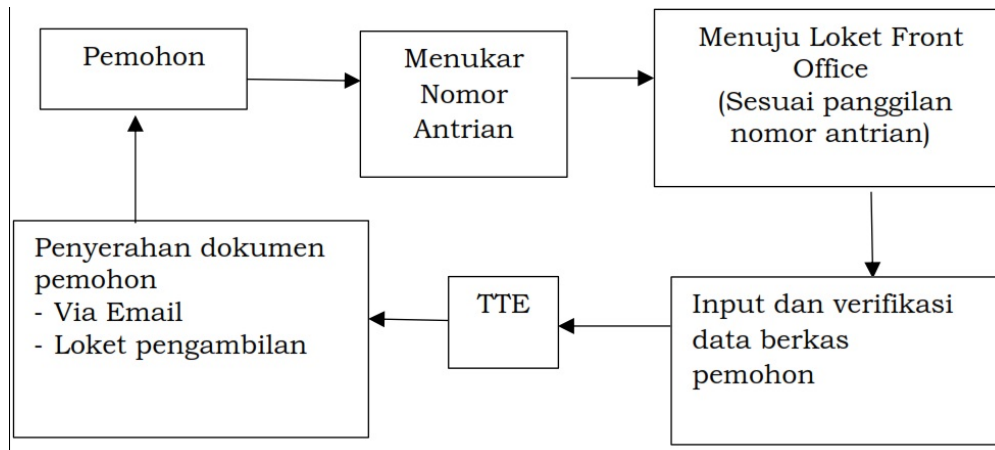 Pemohon
Menukar
Nomor
Antrian
Menuju Loket Front
Office
(Sesuai panggilan
nomor antrian)
Input dan verifikasi
data berkas
pemohon
TTE
Penyerahan dokumen
pemohon
- Via Email
- Loket pengambilan